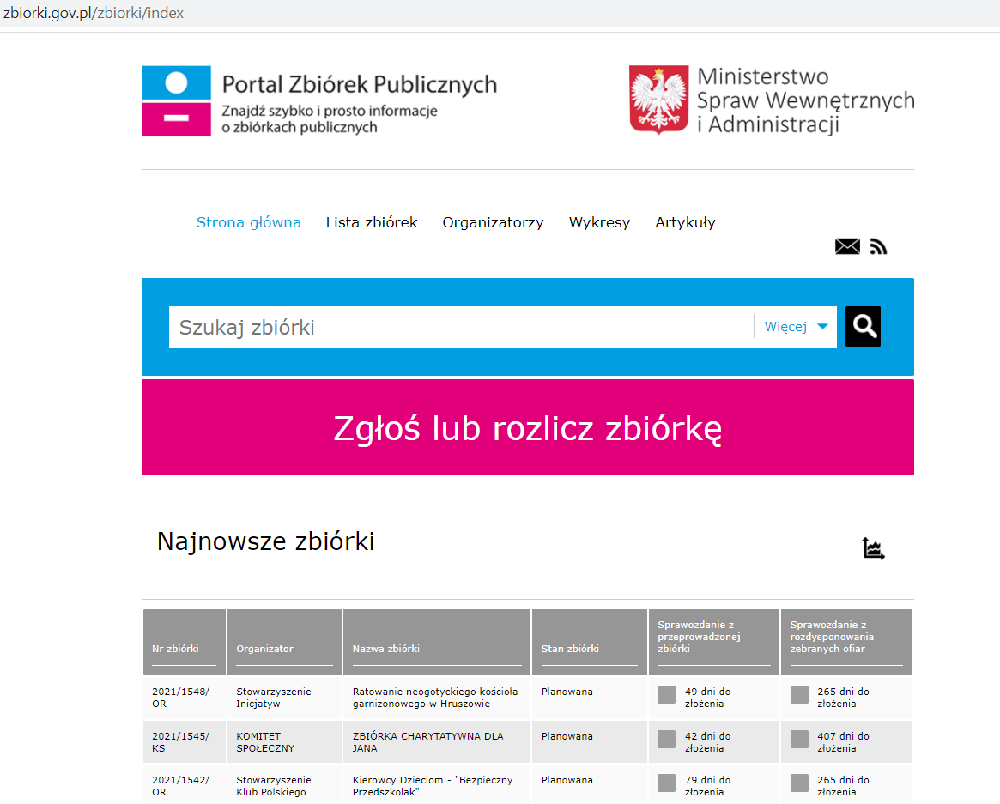 zbiorki.gov.pl/zbiorki/index
Portal Zbiórek Publicznych
Znajdź szybko i prosto informacje
o zbiórkach publicznych
Ministerstwo
Spraw Wewnętrznych
i Administracji
Strona główna Lista zbiórek Organizatorzy Wykresy Artykuły
Szukaj zbiórki Więcej
Zgłoś lub rozlicz zbiórkę
Najnowsze zbiórki
Sprawozdanie z Sprawozdanie z
przeprowadzonej rozdysponowania
Nr zbiórki Organizator Nazwa zbiórki Stan zbiórki zbiórki zebranych ofiar
2021/1548/ Stowarzyszenie Ratowanie neogotyckiego kościoła Planowana 49 dni do 265 dni do
OR Inicjatyw garnizonowego w Hruszowie złożenia złożenia
2021/1545/ KOMITET ZBIÓRKA CHARYTATYWNA DLA Planowana 42 dni do 407 dni do
KS SPOŁECZNY JANA złożenia złożenia
2021/1542/ Stowarzyszenie Kierowcy Dzieciom - "Bezpieczny Planowana 79 dni do 265 dni do
OR Klub Polskiego Przedszkolak" złożenia złożenia